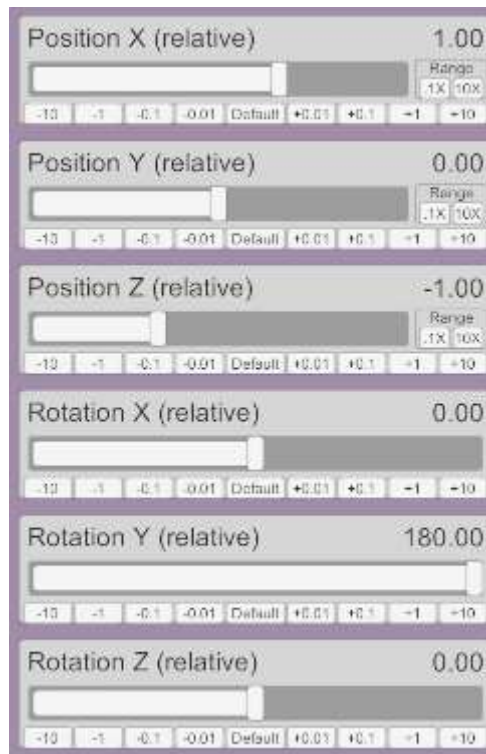 Position X (relative) 1.00
Range
.1X 10X
-10 -1 -0.1 -0.01 Default +0.01 +0.1 +1 +10
Position Y (relative) 0.00
Range
.1X 10X
-10 -1 -0.1 -0.01 Default +0.01 +0.1 +1 +10
Position Z (relative) -1.00
Range
.1X 10X
-10 -1 -0.1 -0.01 Default +0.01 +0.1 +1 +10
Rotation X (relative) 0.00
-10 -1 -0.1 -0.01 Default +0.01 +0.1 +1 +10
Rotation Y (relative) 180.00
-10 -1 -0.1 -0.01 Default +0.01 +0.1 +1 +10
Rotation Z (relative) 0.00
-10 -1 -0.1 -0.01 Default +0.01 +0.1 +1 +10